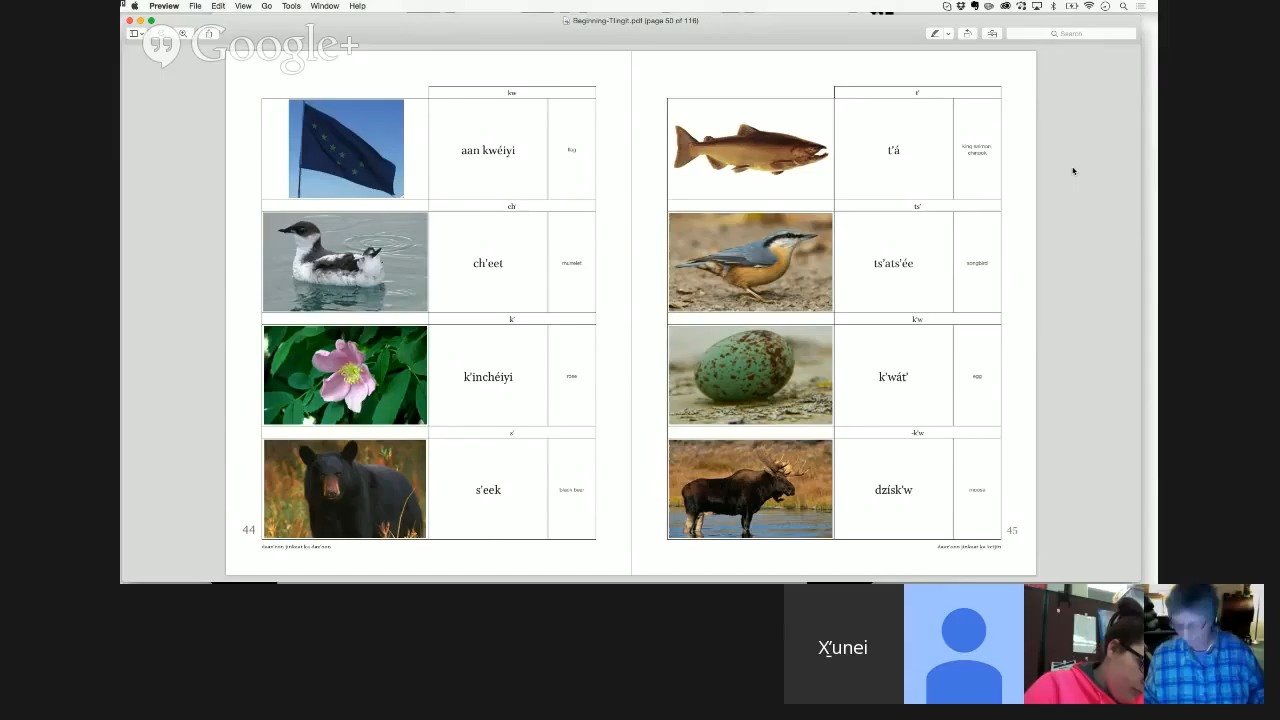 Preview File Edit View Go Tools Window Help
Beginning-Tlingit.pdf (page 50 of 116)
Google+
Search
kw
aan kwéiyi
flag
ch'
ch'eet
murrelet
k'
k'inchéiyi
rose
s'
s'eek
black bear
44
t'
t'á
king salmon,
chinook
ts'
ts'ats'ée
songbird
k'w
k'wát'
egg
-k'w
dzísk'w
moose
45
X̱'unei